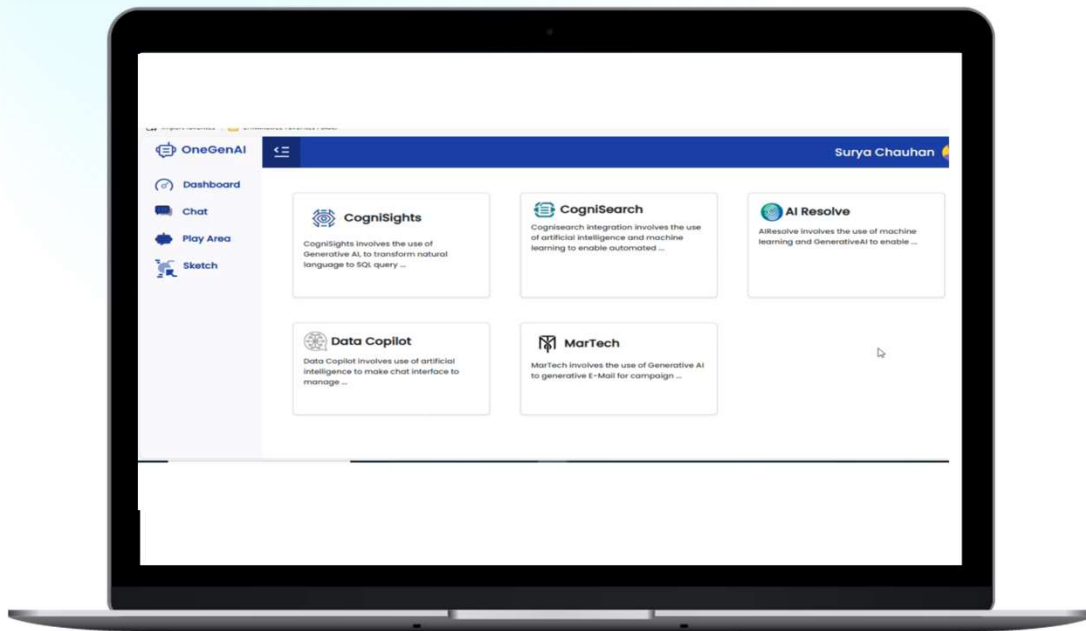 OneGenAI
Surya Chauhan
Dashboard
Chat
Play Area
Sketch
CogniSights
CogniSights involves the use of
Generative AI, to transform natural
language to SQL query ...
CogniSearch
Cognisearch integration involves the use
of artificial intelligence and machine
learning to enable automated ...
AI Resolve
AIResolve involves the use of machine
learning and GenerativeAI to enable ...
Data Copilot
Data Copilot involves use of artificial
intelligence to make chat interface to
manage ...
MarTech
MarTech involves the use of Generative AI
to generative E-Mail for campaign ...